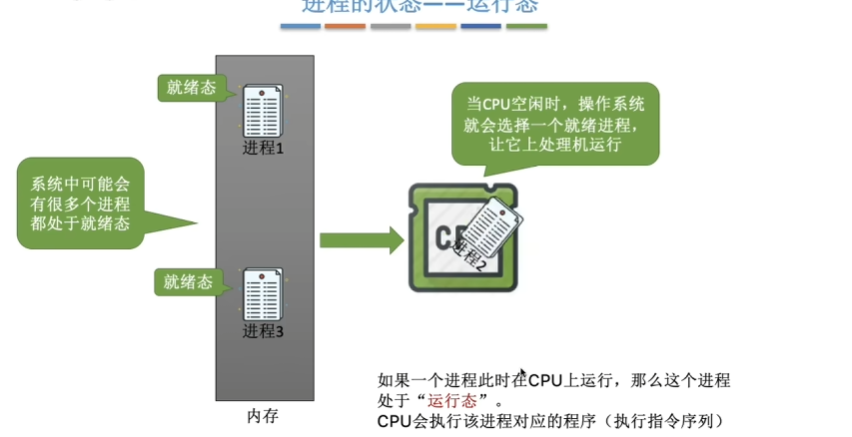 进程的状态——运行态
就绪态
进程1
系统中可能会
有很多个进程
都处于就绪态
就绪态
进程3
内存
当CPU空闲时，操作系统
就会选择一个就绪进程，
让它上处理机运行
进程2
如果一个进程此时在CPU上运行，那么这个进程
处于“运行态”。
CPU会执行该进程对应的程序（执行指令序列）